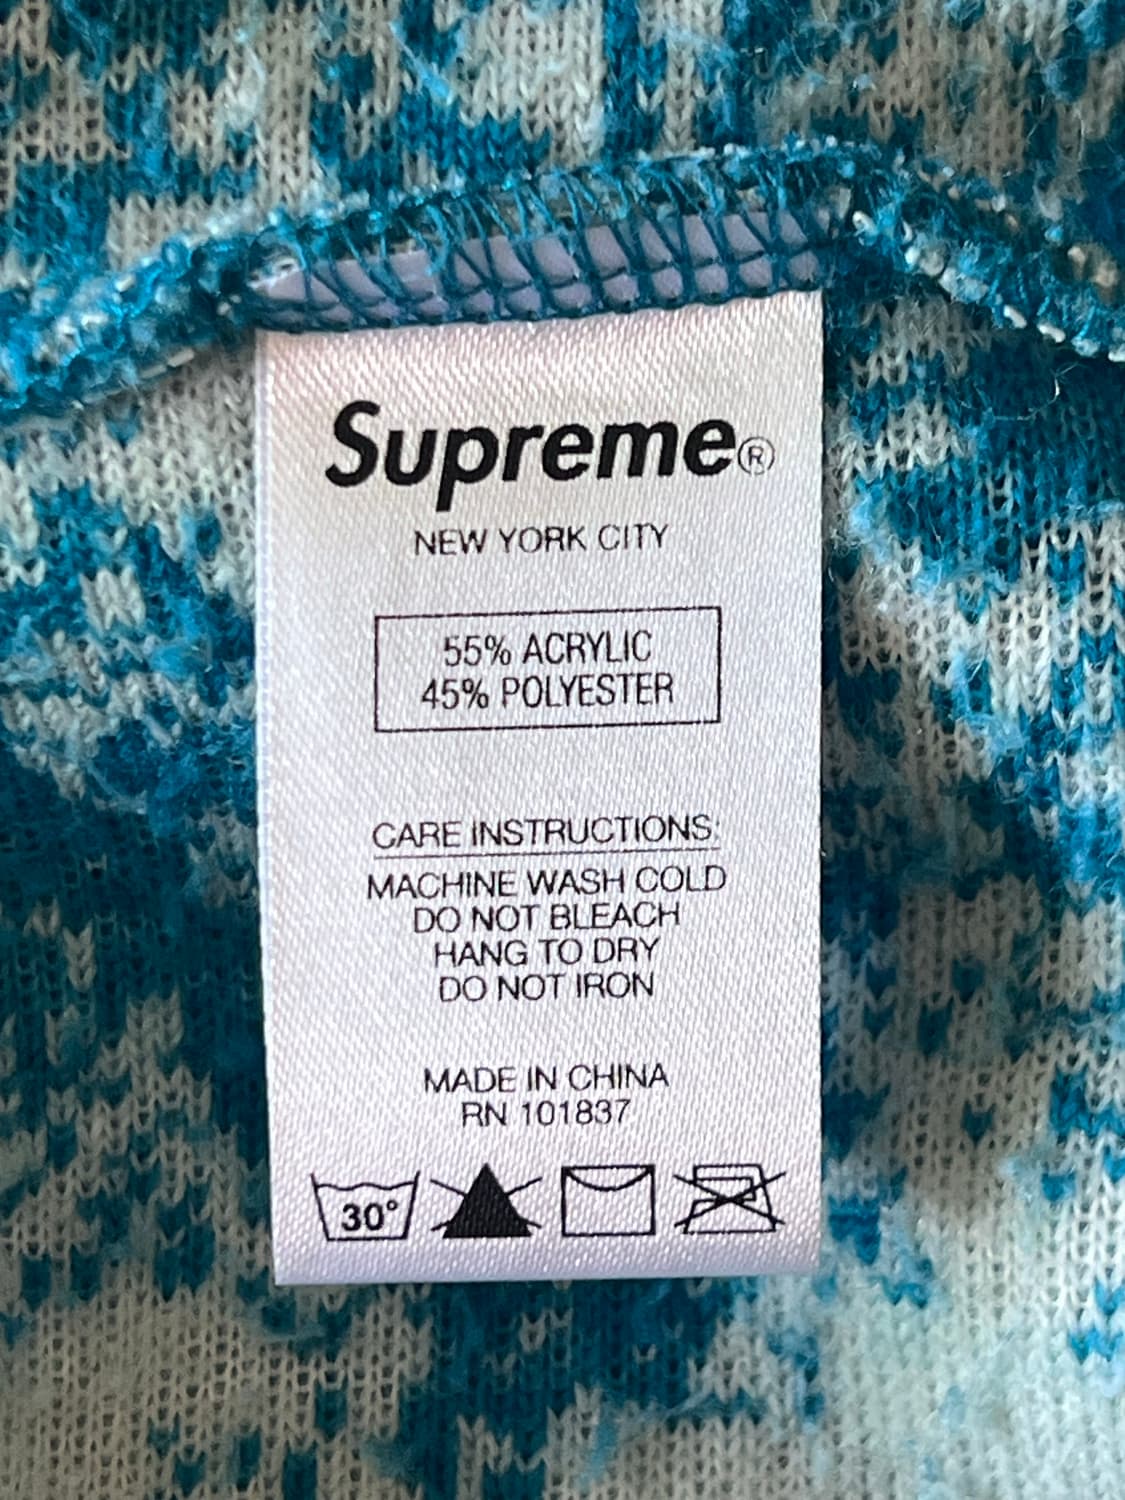 Supreme®
NEW YORK CITY
55% ACRYLIC
45% POLYESTER
CARE INSTRUCTIONS:
MACHINE WASH COLD
DO NOT BLEACH
HANG TO DRY
DO NOT IRON
MADE IN CHINA
RN 101837
30°